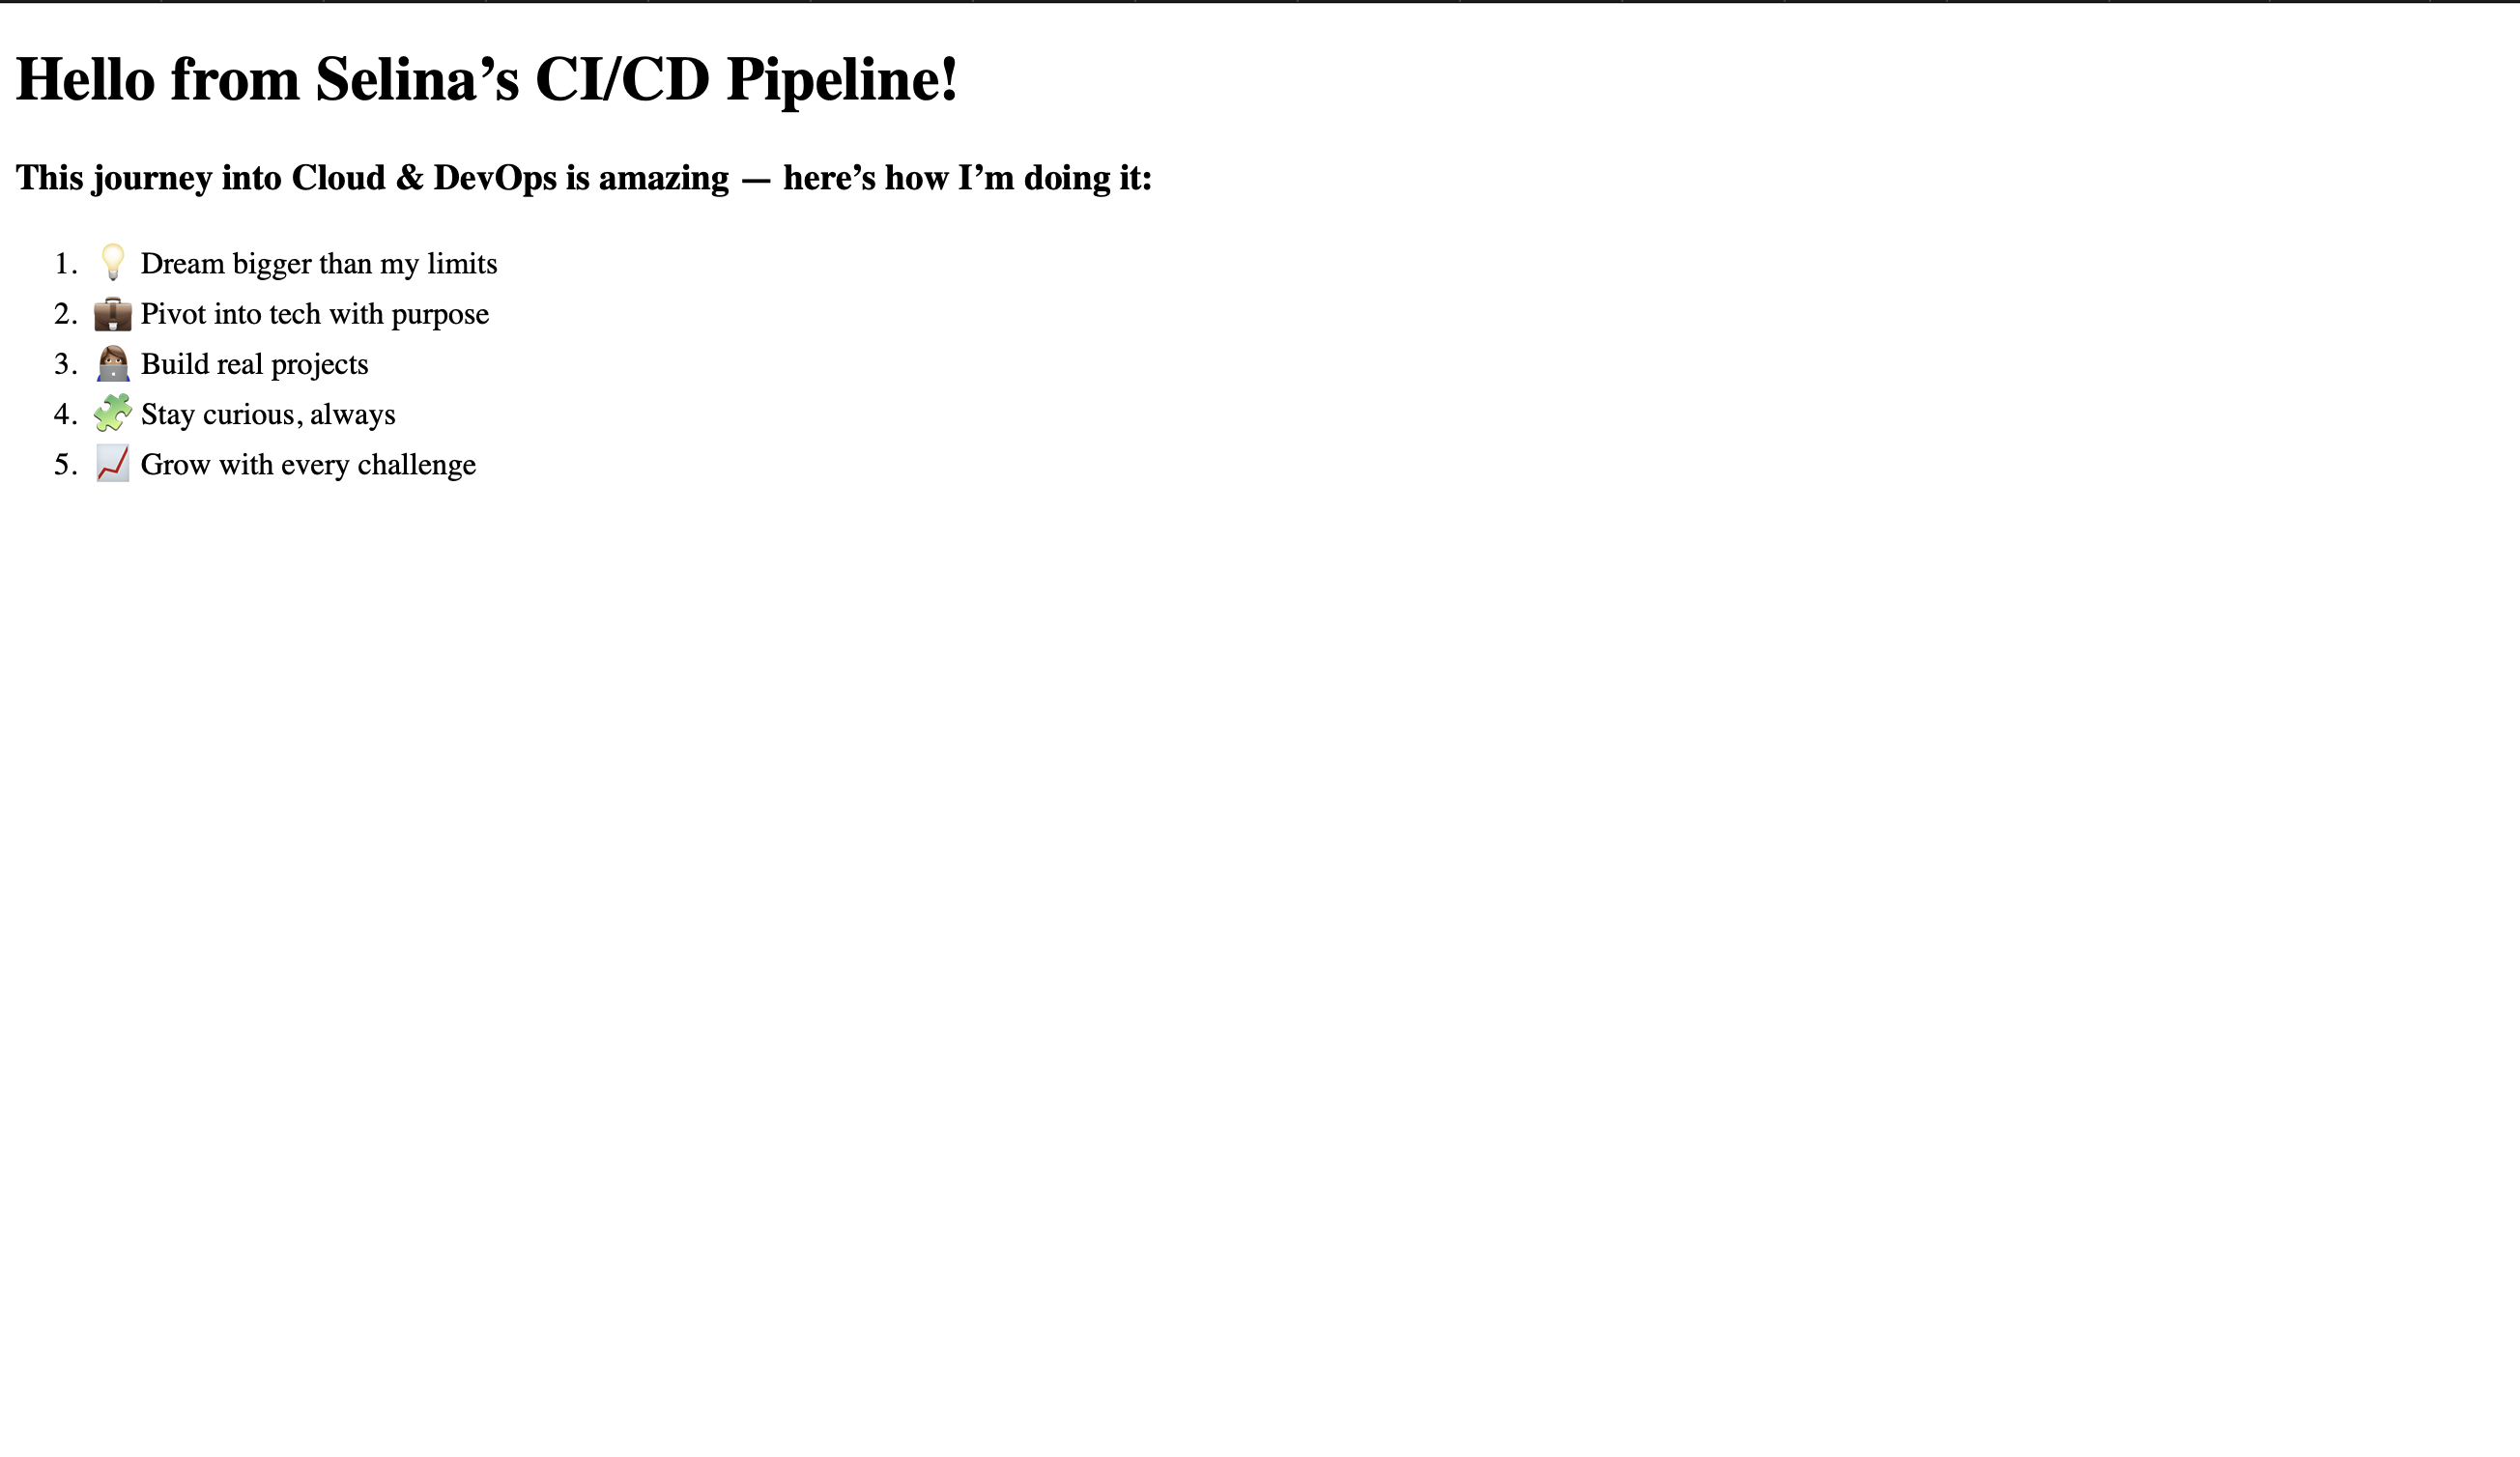 Hello from Selina’s CI/CD Pipeline!
This journey into Cloud & DevOps is amazing — here’s how I’m doing it:
1. 💡 Dream bigger than my limits
2. 💼 Pivot into tech with purpose
3. 👩🏽‍💻 Build real projects
4. 🧩 Stay curious, always
5. 📈 Grow with every challenge